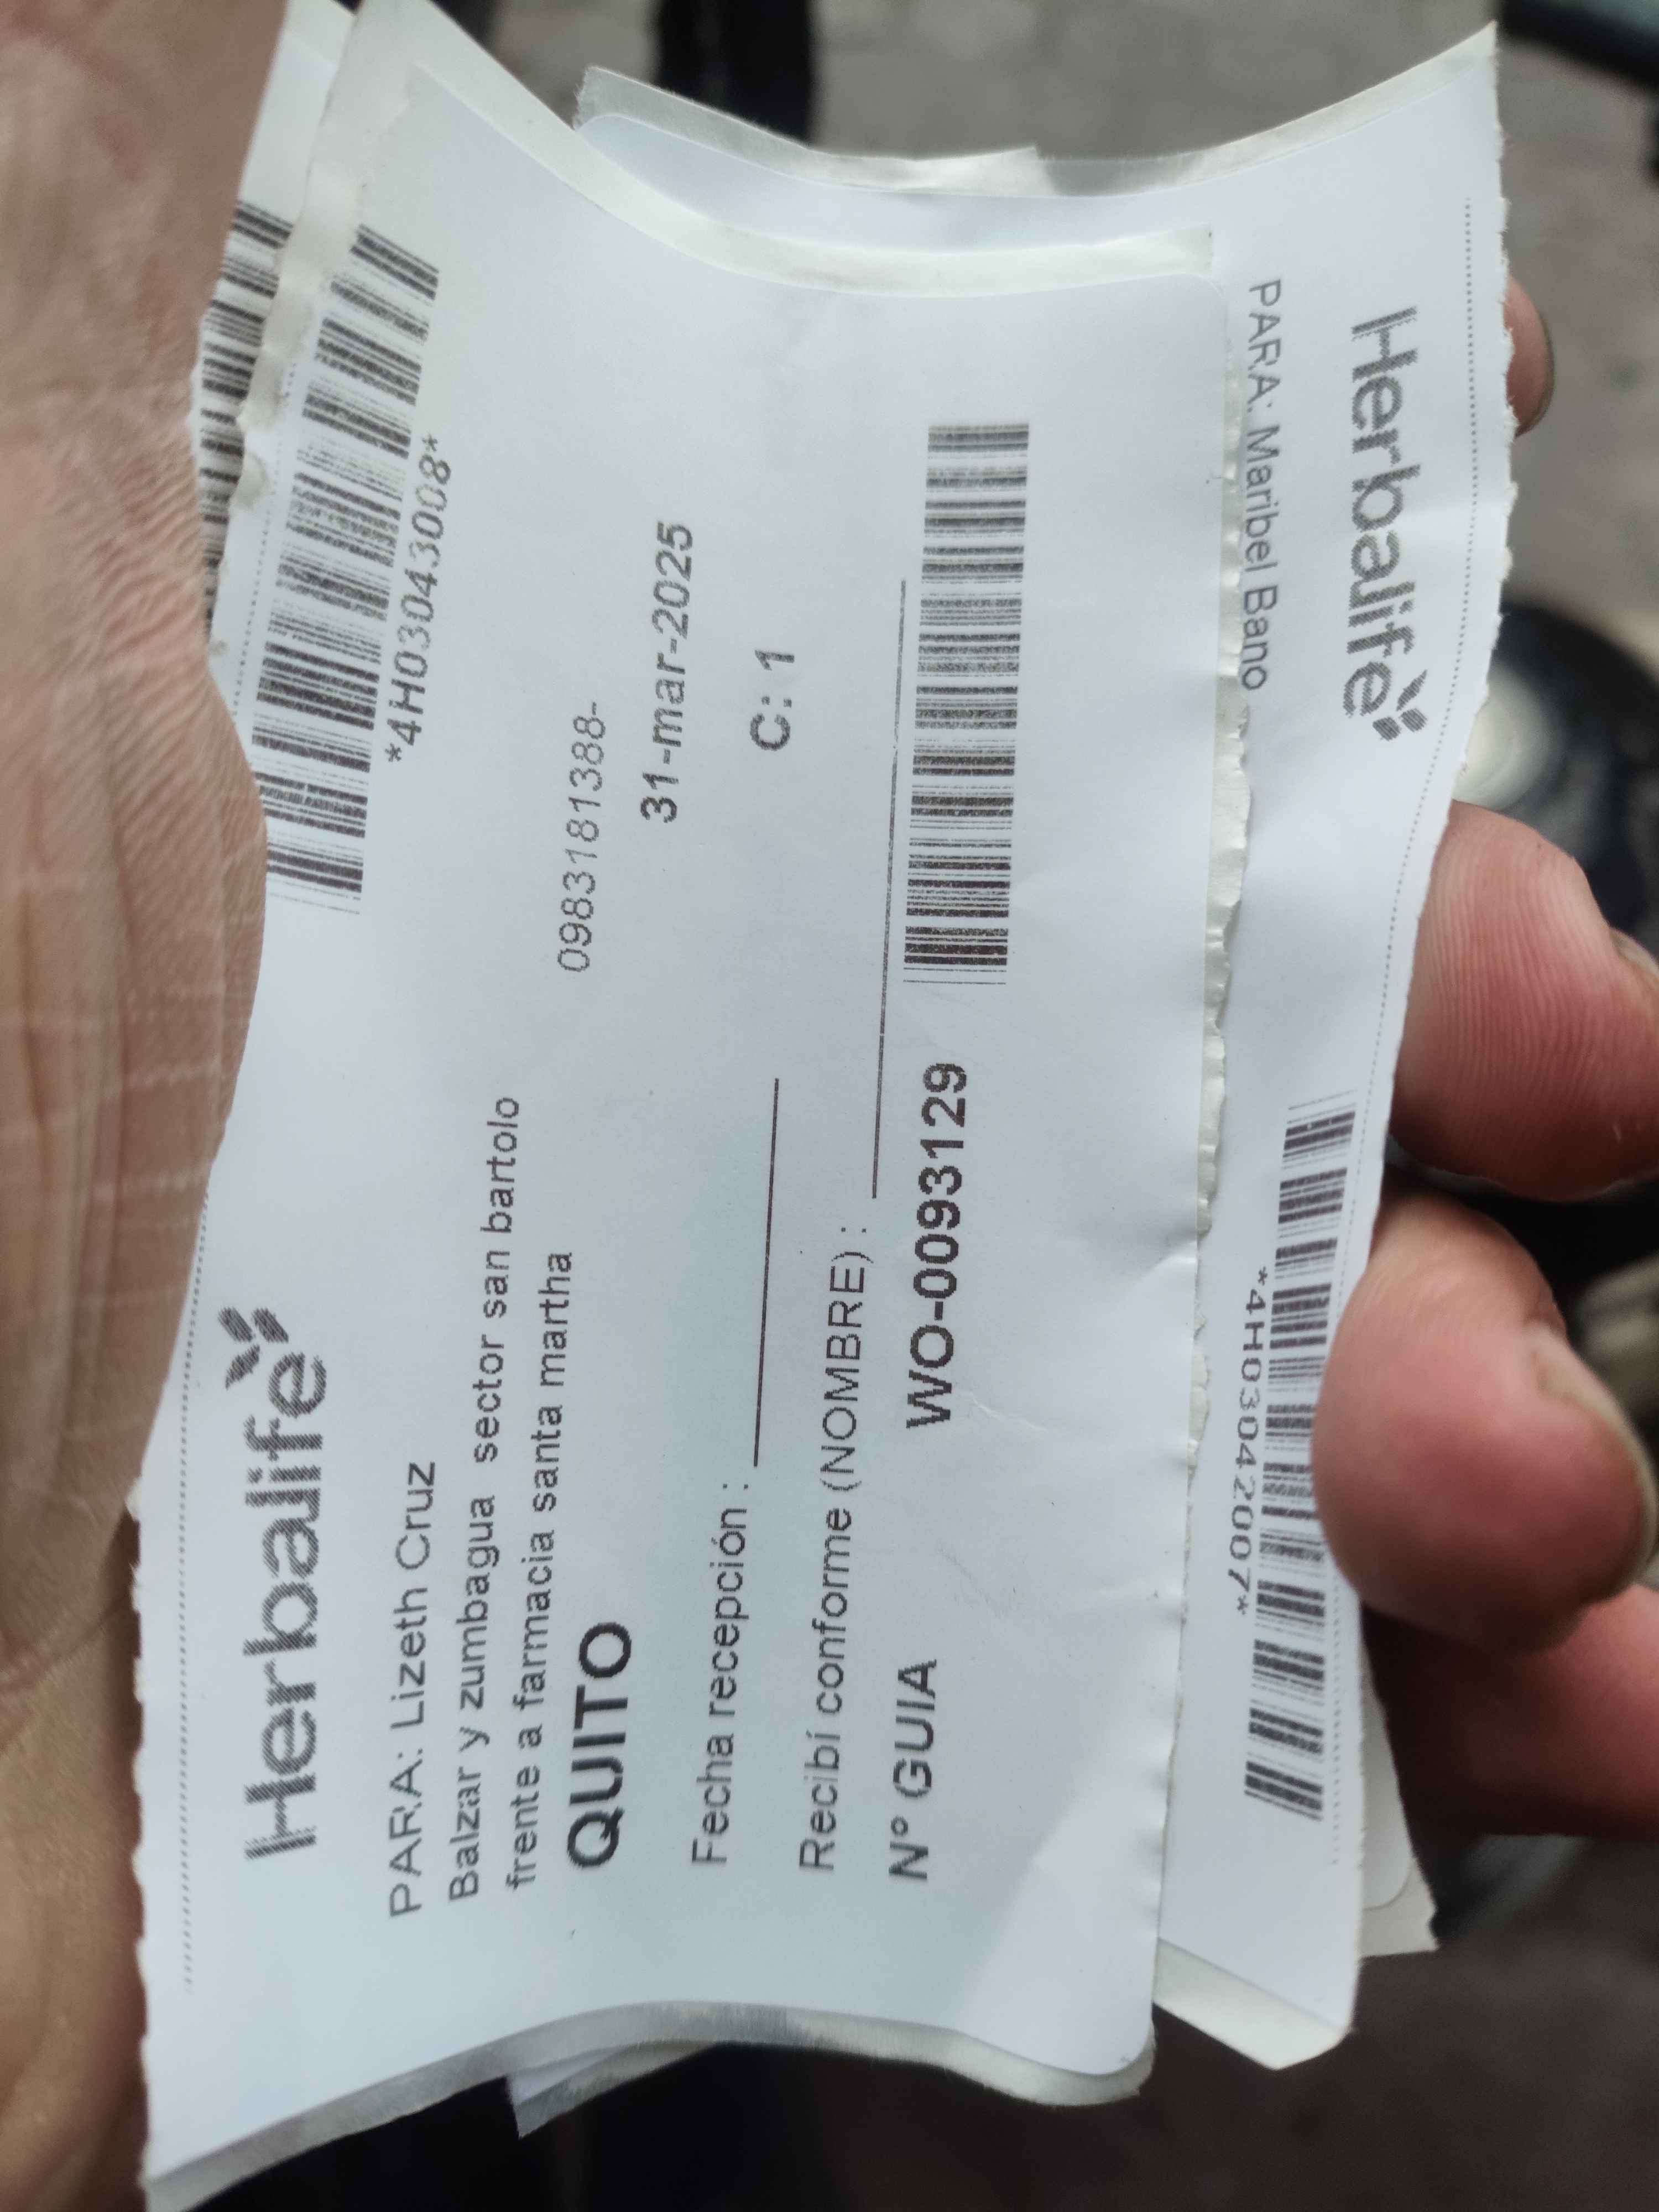 Herbalife
*4H03043008*
PARA: Lizeth Cruz
Balzar y zumbagua sector san bartolo
frente a farmacia santa martha
0983181388-
QUITO
31-mar-2025
Fecha recepción :
C: 1
Recibí conforme (NOMBRE) :
N° GUIA WO-0093129
Herbalife
*4H03042007*
PARA: Maribel Bano